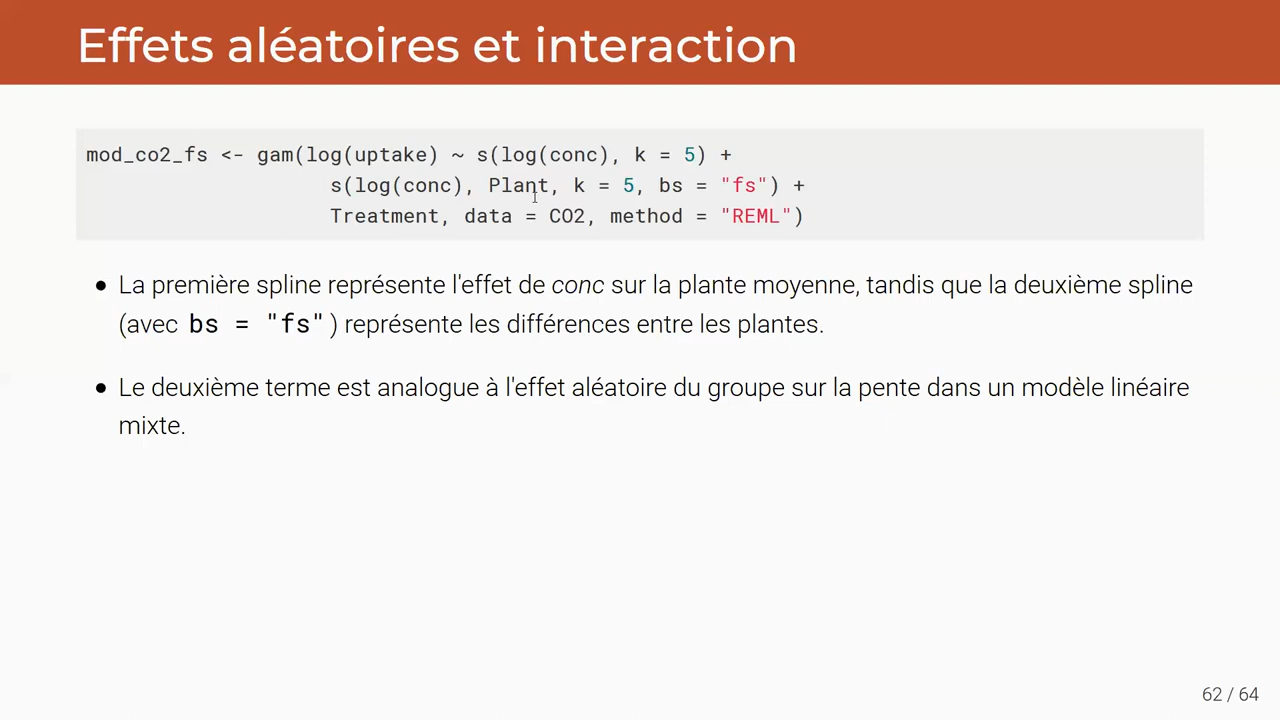 Effets aléatoires et interaction
mod_co2_fs <- gam(log(uptake) ~ s(log(conc), k = 5) +
s(log(conc), Plant, k = 5, bs = "fs") +
Treatment, data = CO2, method = "REML")
• La première spline représente l'effet de conc sur la plante moyenne, tandis que la deuxième spline
(avec bs = "fs") représente les différences entre les plantes.
• Le deuxième terme est analogue à l'effet aléatoire du groupe sur la pente dans un modèle linéaire
mixte.
62 / 64